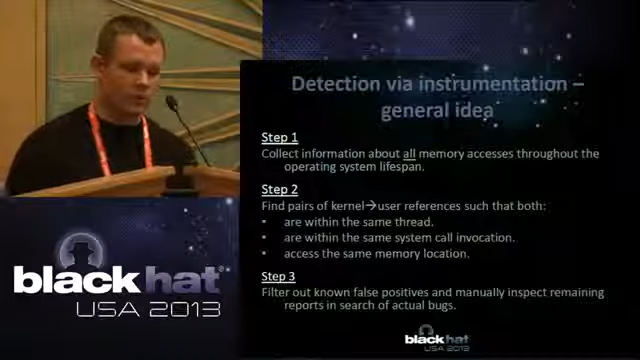 Detection via instrumentation –
general idea
Step 1
Collect information about all memory accesses throughout the
operating system lifespan.
Step 2
Find pairs of kernel→user references such that both:
• are within the same thread.
• are within the same system call invocation.
• access the same memory location.
Step 3
Filter out known false positives and manually inspect remaining
reports in search of actual bugs.
black hat
black hat®
USA 2013